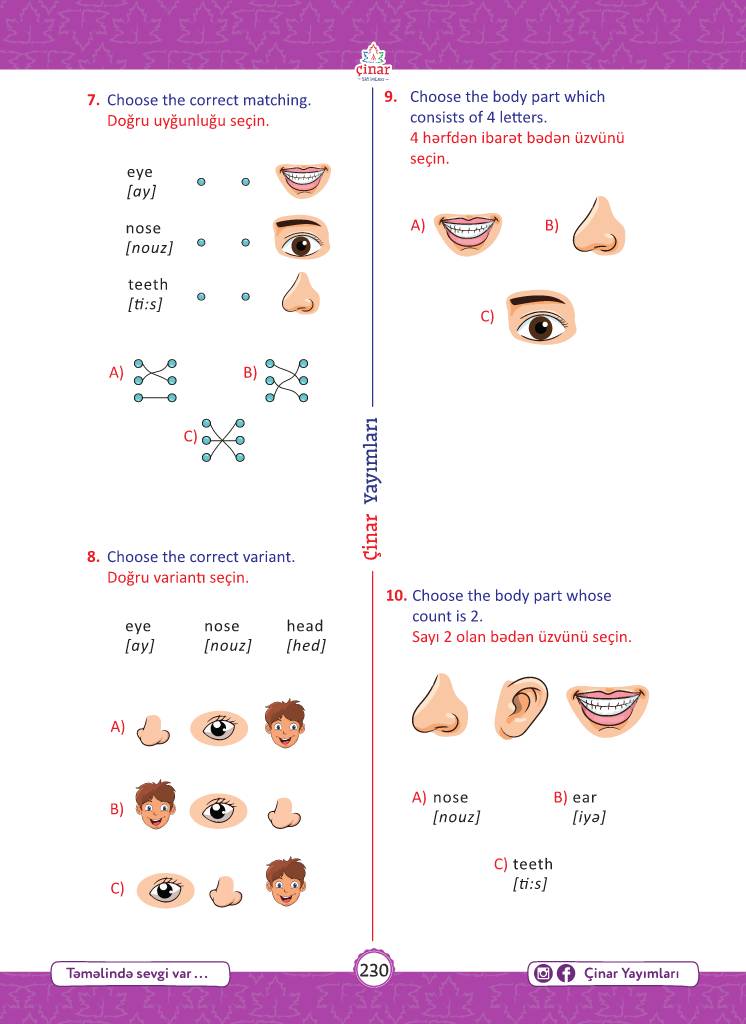 çinar
YAYIMLARI
7. Choose the correct matching.
Doğru uyğunluğu seçin.
eye
[ay]
nose
[nouz]
teeth
[ti:s]
A)
B)
C)
8. Choose the correct variant.
Doğru variantı seçin.
eye
[ay]
nose
[nouz]
head
[hed]
A)
B)
C)
Çinar Yayımları
9. Choose the body part which
consists of 4 letters.
4 hərfdən ibarət bədən üzvünü
seçin.
A)
B)
C)
10. Choose the body part whose
count is 2.
Sayı 2 olan bədən üzvünü seçin.
A) nose
[nouz]
B) ear
[iyə]
C) teeth
[ti:s]
Təməlində sevgi var...
230
Çinar Yayımları